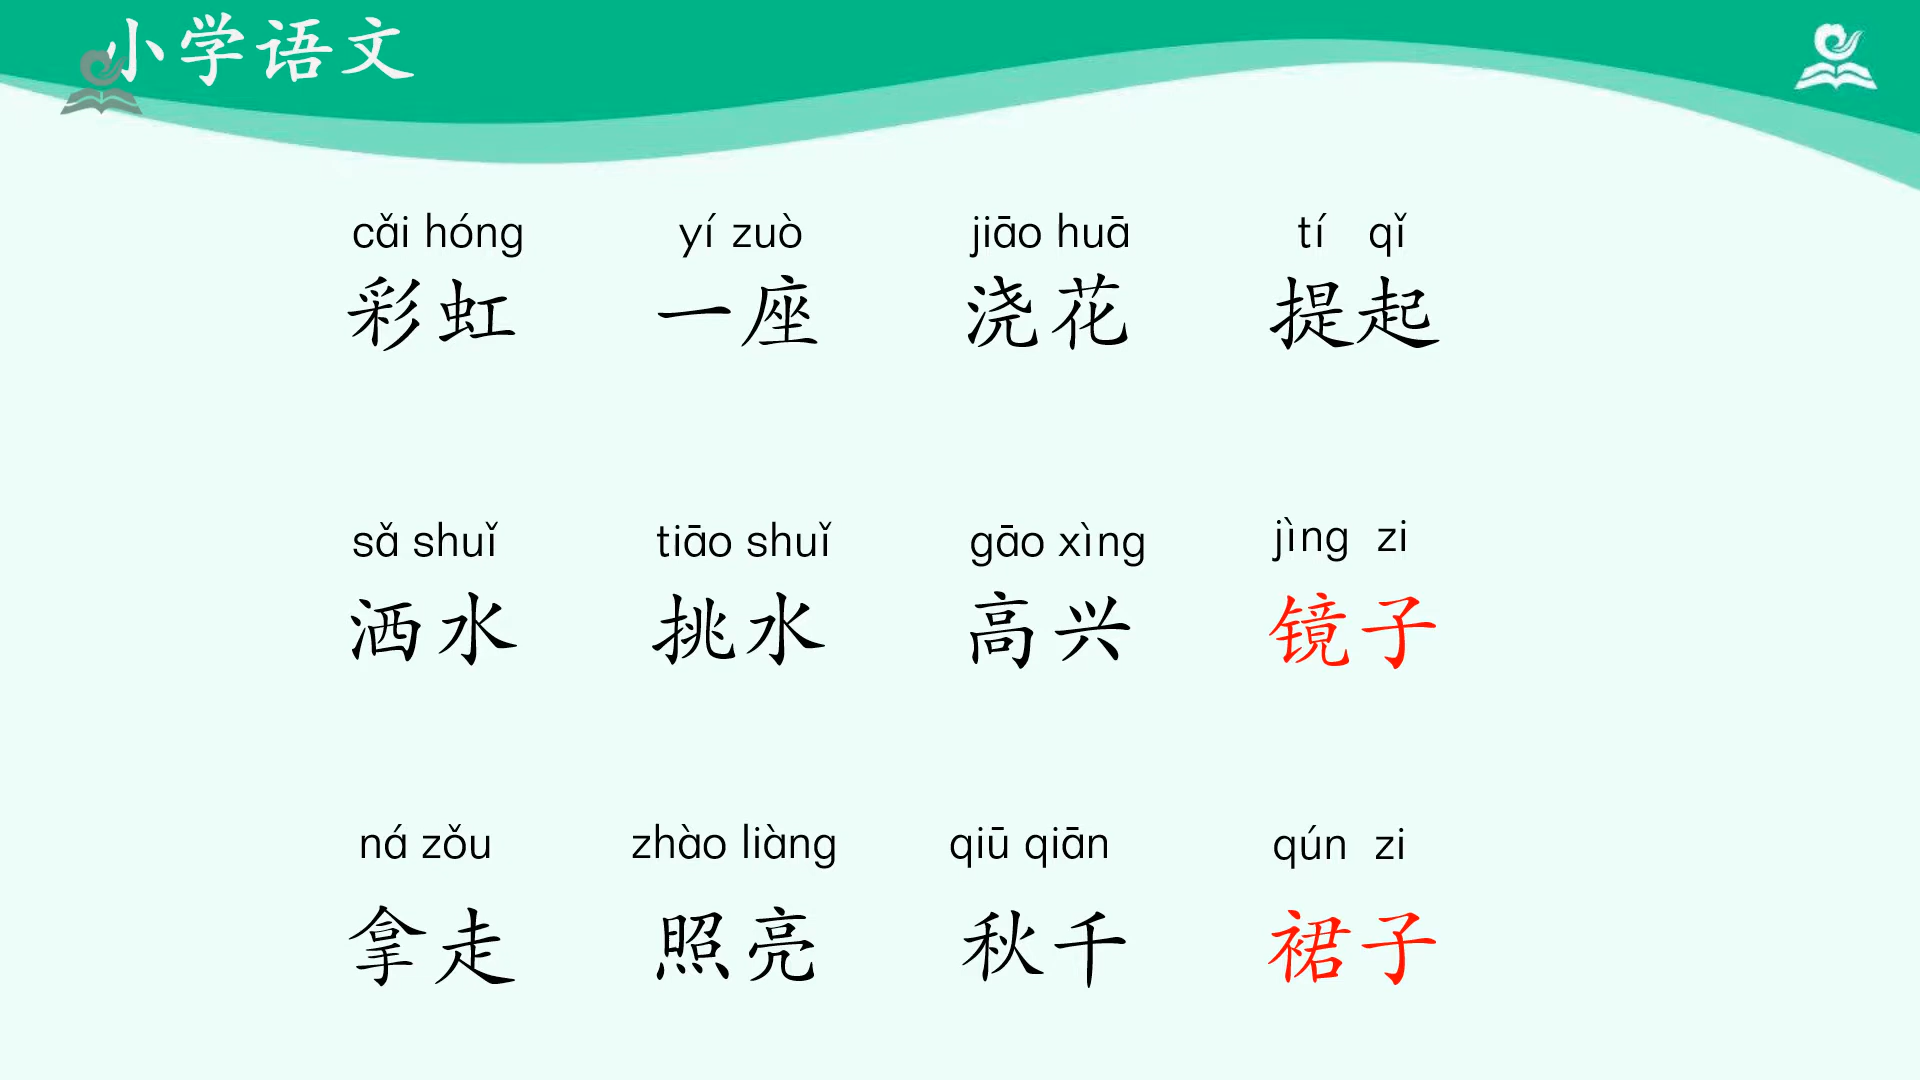 小学语文
cǎi hóng yí zuò jiāo huā tí qǐ
彩虹 一座 浇花 提起
sǎ shuǐ tiāo shuǐ gāo xìng jìng zi
洒水 挑水 高兴 镜子
ná zǒu zhào liàng qiū qiān qún zi
拿走 照亮 秋千 裙子